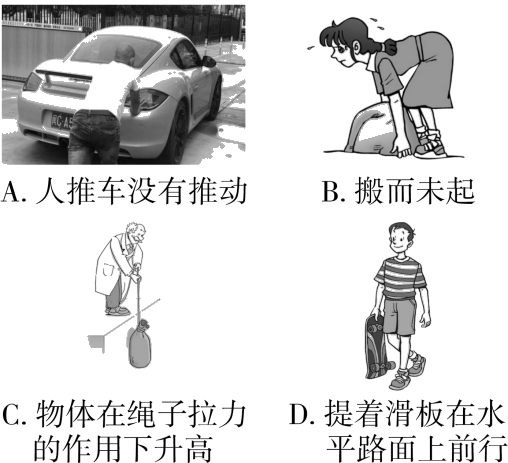 A. 人推车没有推动
B. 搬而未起
C. 物体在绳子拉力
的作用下升高
D. 提着滑板在水
平路面上前行